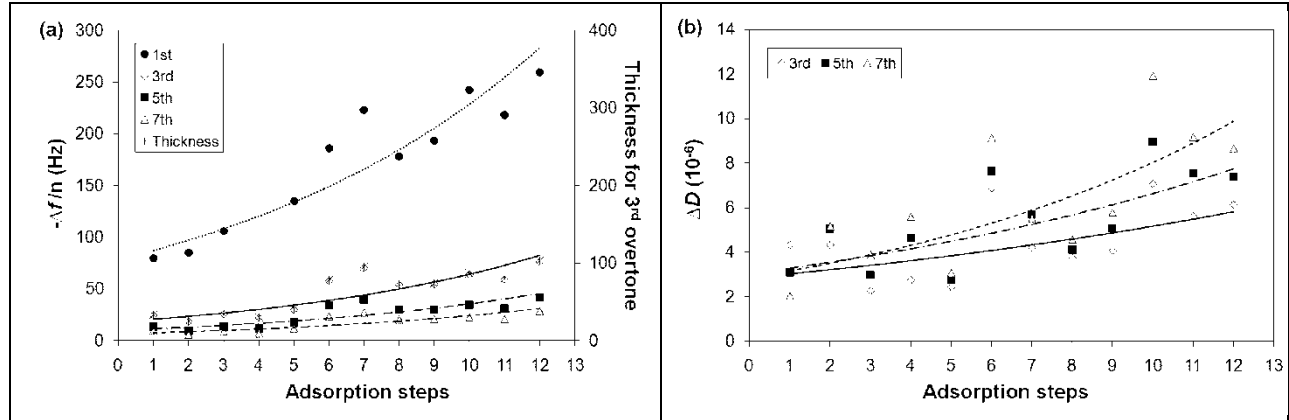 (a)
300
250
200
150
100
50
0
-Δf /n (Hz)
1st
3rd
5th
7th
Thickness
400
300
200
100
0
Thickness for 3rd overtone
0 1 2 3 4 5 6 7 8 9 10 11 12 13
Adsorption steps
(b)
14
12
10
8
6
4
2
0
ΔD (10-6)
3rd 5th 7th
0 1 2 3 4 5 6 7 8 9 10 11 12 13
Adsorption steps